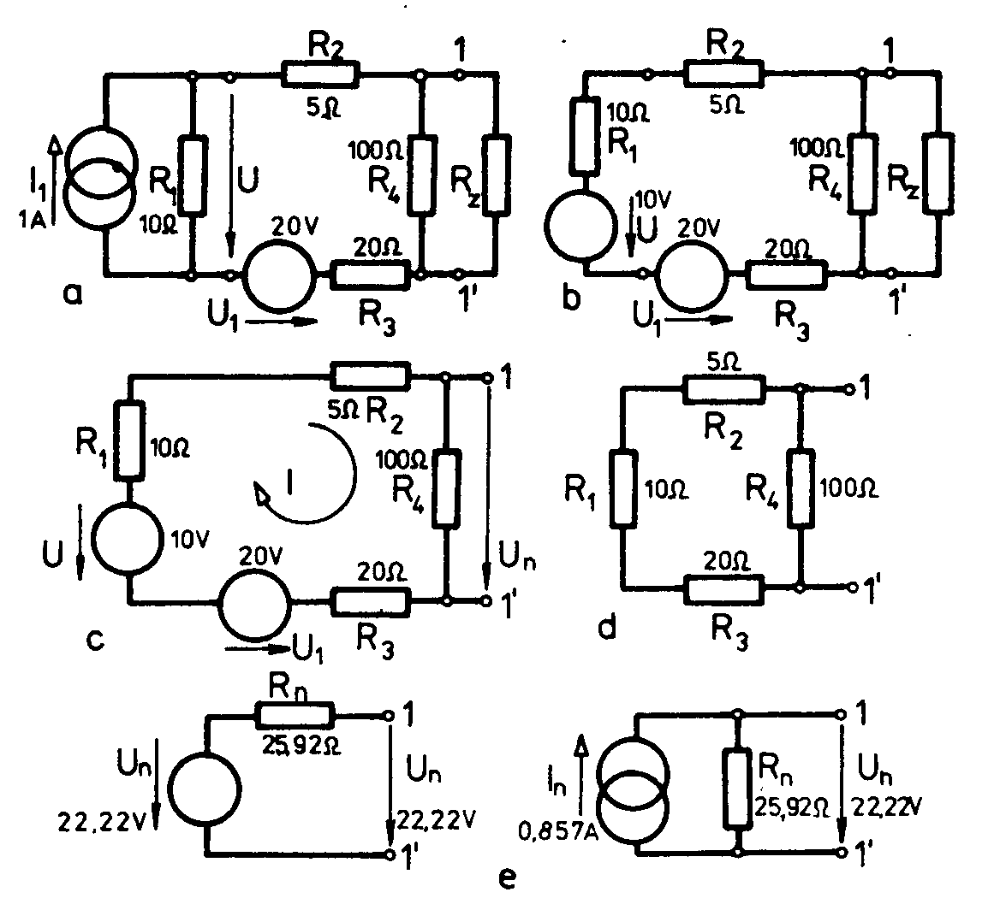 R2
5Ω
1
I1
1A
R1
10Ω
U
100Ω
R4
Rz
20V
20Ω
U1
R3
1'
a
R2
5Ω
1
10Ω
R1
100Ω
R4
Rz
10V
U
20V
20Ω
U1
R3
1'
b
R1
10Ω
5Ω R2
1
I
100Ω
R4
U
10V
20V
20Ω
Un
U1
R3
1'
c
5Ω
R2
1
R1
10Ω
R4
100Ω
20Ω
R3
1'
d
Rn
25,92Ω
1
Un
22,22V
Un
22,22V
1'
In
0,857A
Rn
25,92Ω
1
Un
22,22V
1'
e